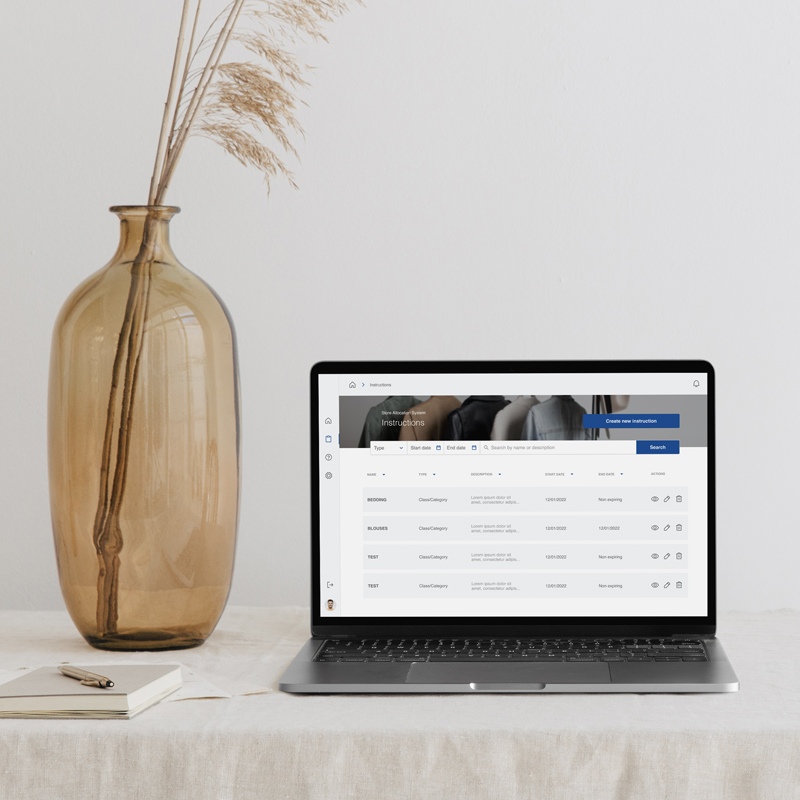 Instructions
Store Allocation System
Instructions
Create new instruction
Type Start date End date Search by name or description Search
NAME TYPE DESCRIPTION START DATE END DATE ACTIONS
BEDDING Class/Category Lorem ipsum dolor sit 12/01/2022 Non expiring
amet, consectetur adipis...
BLOUSES Class/Category Lorem ipsum dolor sit 12/01/2022 12/01/2022
amet, consectetur adipis...
TEST Class/Category Lorem ipsum dolor sit 12/01/2022 Non expiring
amet, consectetur adipis...
TEST Class/Category Lorem ipsum dolor sit 12/01/2022 Non expiring
amet, consectetur adipis...